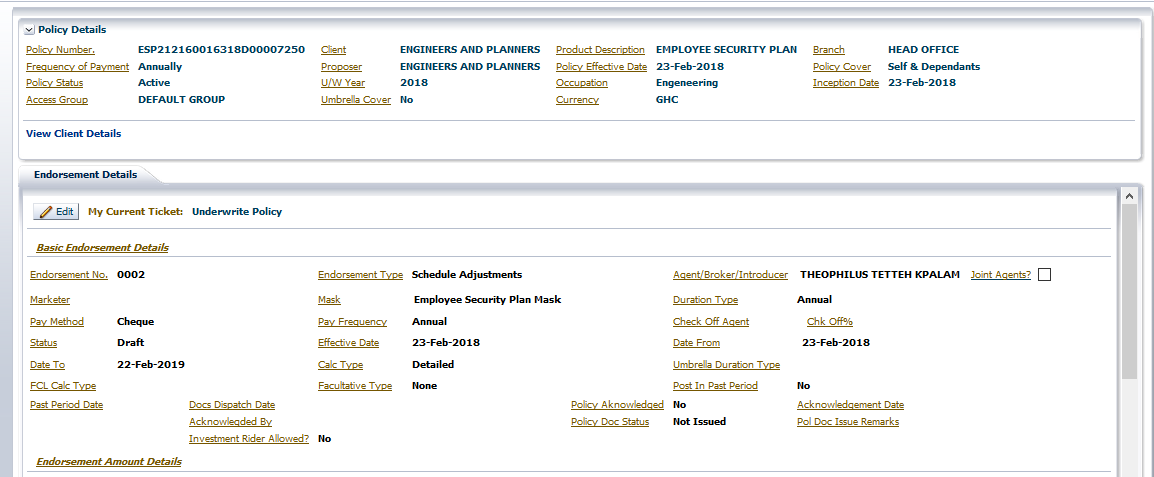 Policy Details
Policy Number. ESP212160016318D00007250 Client ENGINEERS AND PLANNERS Product Description EMPLOYEE SECURITY PLAN Branch HEAD OFFICE
Frequency of Payment Annually Proposer ENGINEERS AND PLANNERS Policy Effective Date 23-Feb-2018 Policy Cover Self & Dependants
Policy Status Active U/W Year 2018 Occupation Engeneering Inception Date 23-Feb-2018
Access Group DEFAULT GROUP Umbrella Cover No Currency GHC
View Client Details
Endorsement Details
Edit My Current Ticket: Underwrite Policy
Basic Endorsement Details
Endorsement No. 0002 Endorsement Type Schedule Adjustments Agent/Broker/Introducer THEOPHILUS TETTEH KPALAM Joint Agents?
Marketer Mask Employee Security Plan Mask Duration Type Annual
Pay Method Cheque Pay Frequency Annual Check Off Agent Chk Off%
Status Draft Effective Date 23-Feb-2018 Date From 23-Feb-2018
Date To 22-Feb-2019 Calc Type Detailed Umbrella Duration Type
FCL Calc Type Facultative Type None Post In Past Period No
Past Period Date Docs Dispatch Date Policy Aknowledged No Acknowledgement Date
Acknowleqded By Policy Doc Status Not Issued Pol Doc Issue Remarks
Investment Rider Allowed? No
Endorsement Amount Details